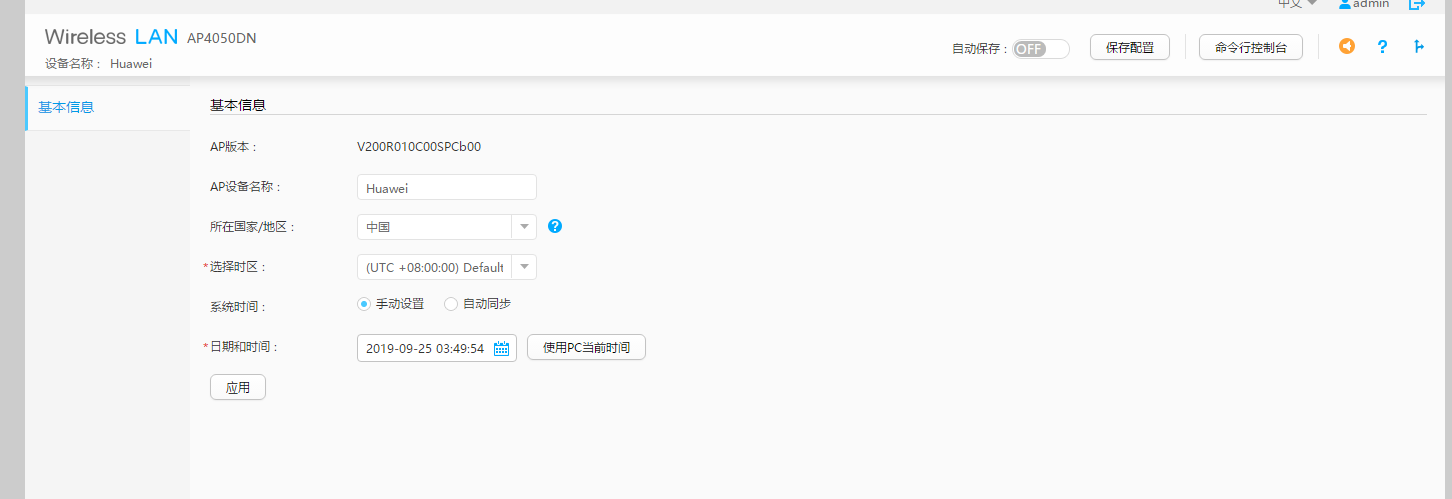 中文 admin
Wireless LAN AP4050DN
自动保存： OFF 保存配置 命令行控制台 ?
设备名称： Huawei
基本信息
基本信息
AP版本： V200R010C00SPCb00
AP设备名称： Huawei
所在国家/地区： 中国 ?
*选择时区： (UTC +08:00:00) Default
系统时间： 手动设置 自动同步
*日期和时间： 2019-09-25 03:49:54 使用PC当前时间
应用